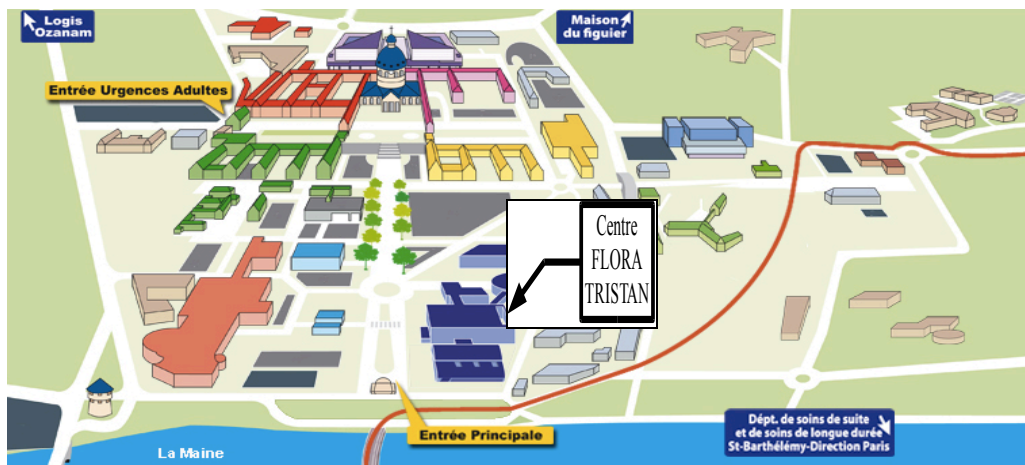 Logis
Ozanam
Maison
du figuier
Entrée Urgences Adultes
Centre
FLORA
TRISTAN
Entrée Principale
Dépt. de soins de suite
et de soins de longue durée
St-Barthélémy-Direction Paris
La Maine